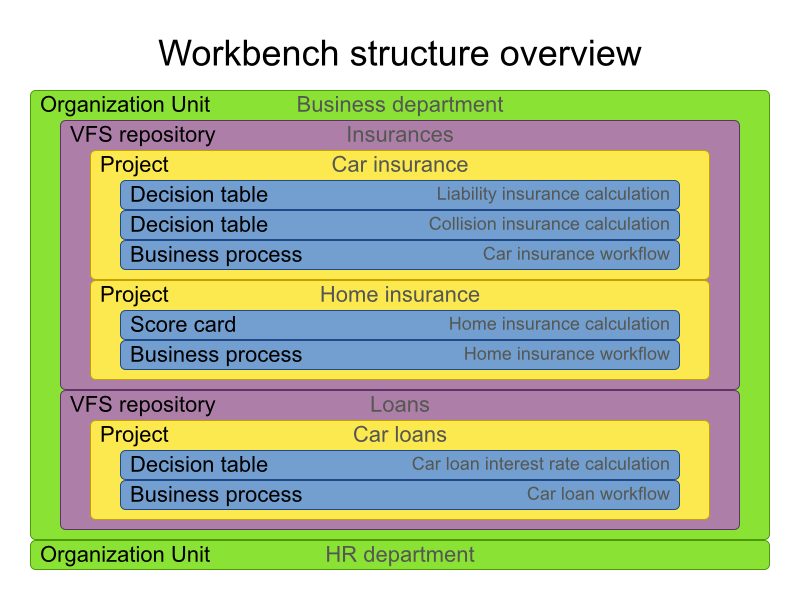 Workbench structure overview
Organization Unit Business department
VFS repository Insurances
Project Car insurance
Decision table Liability insurance calculation
Decision table Collision insurance calculation
Business process Car insurance workflow
Project Home insurance
Score card Home insurance calculation
Business process Home insurance workflow
VFS repository Loans
Project Car loans
Decision table Car loan interest rate calculation
Business process Car loan workflow
Organization Unit HR department